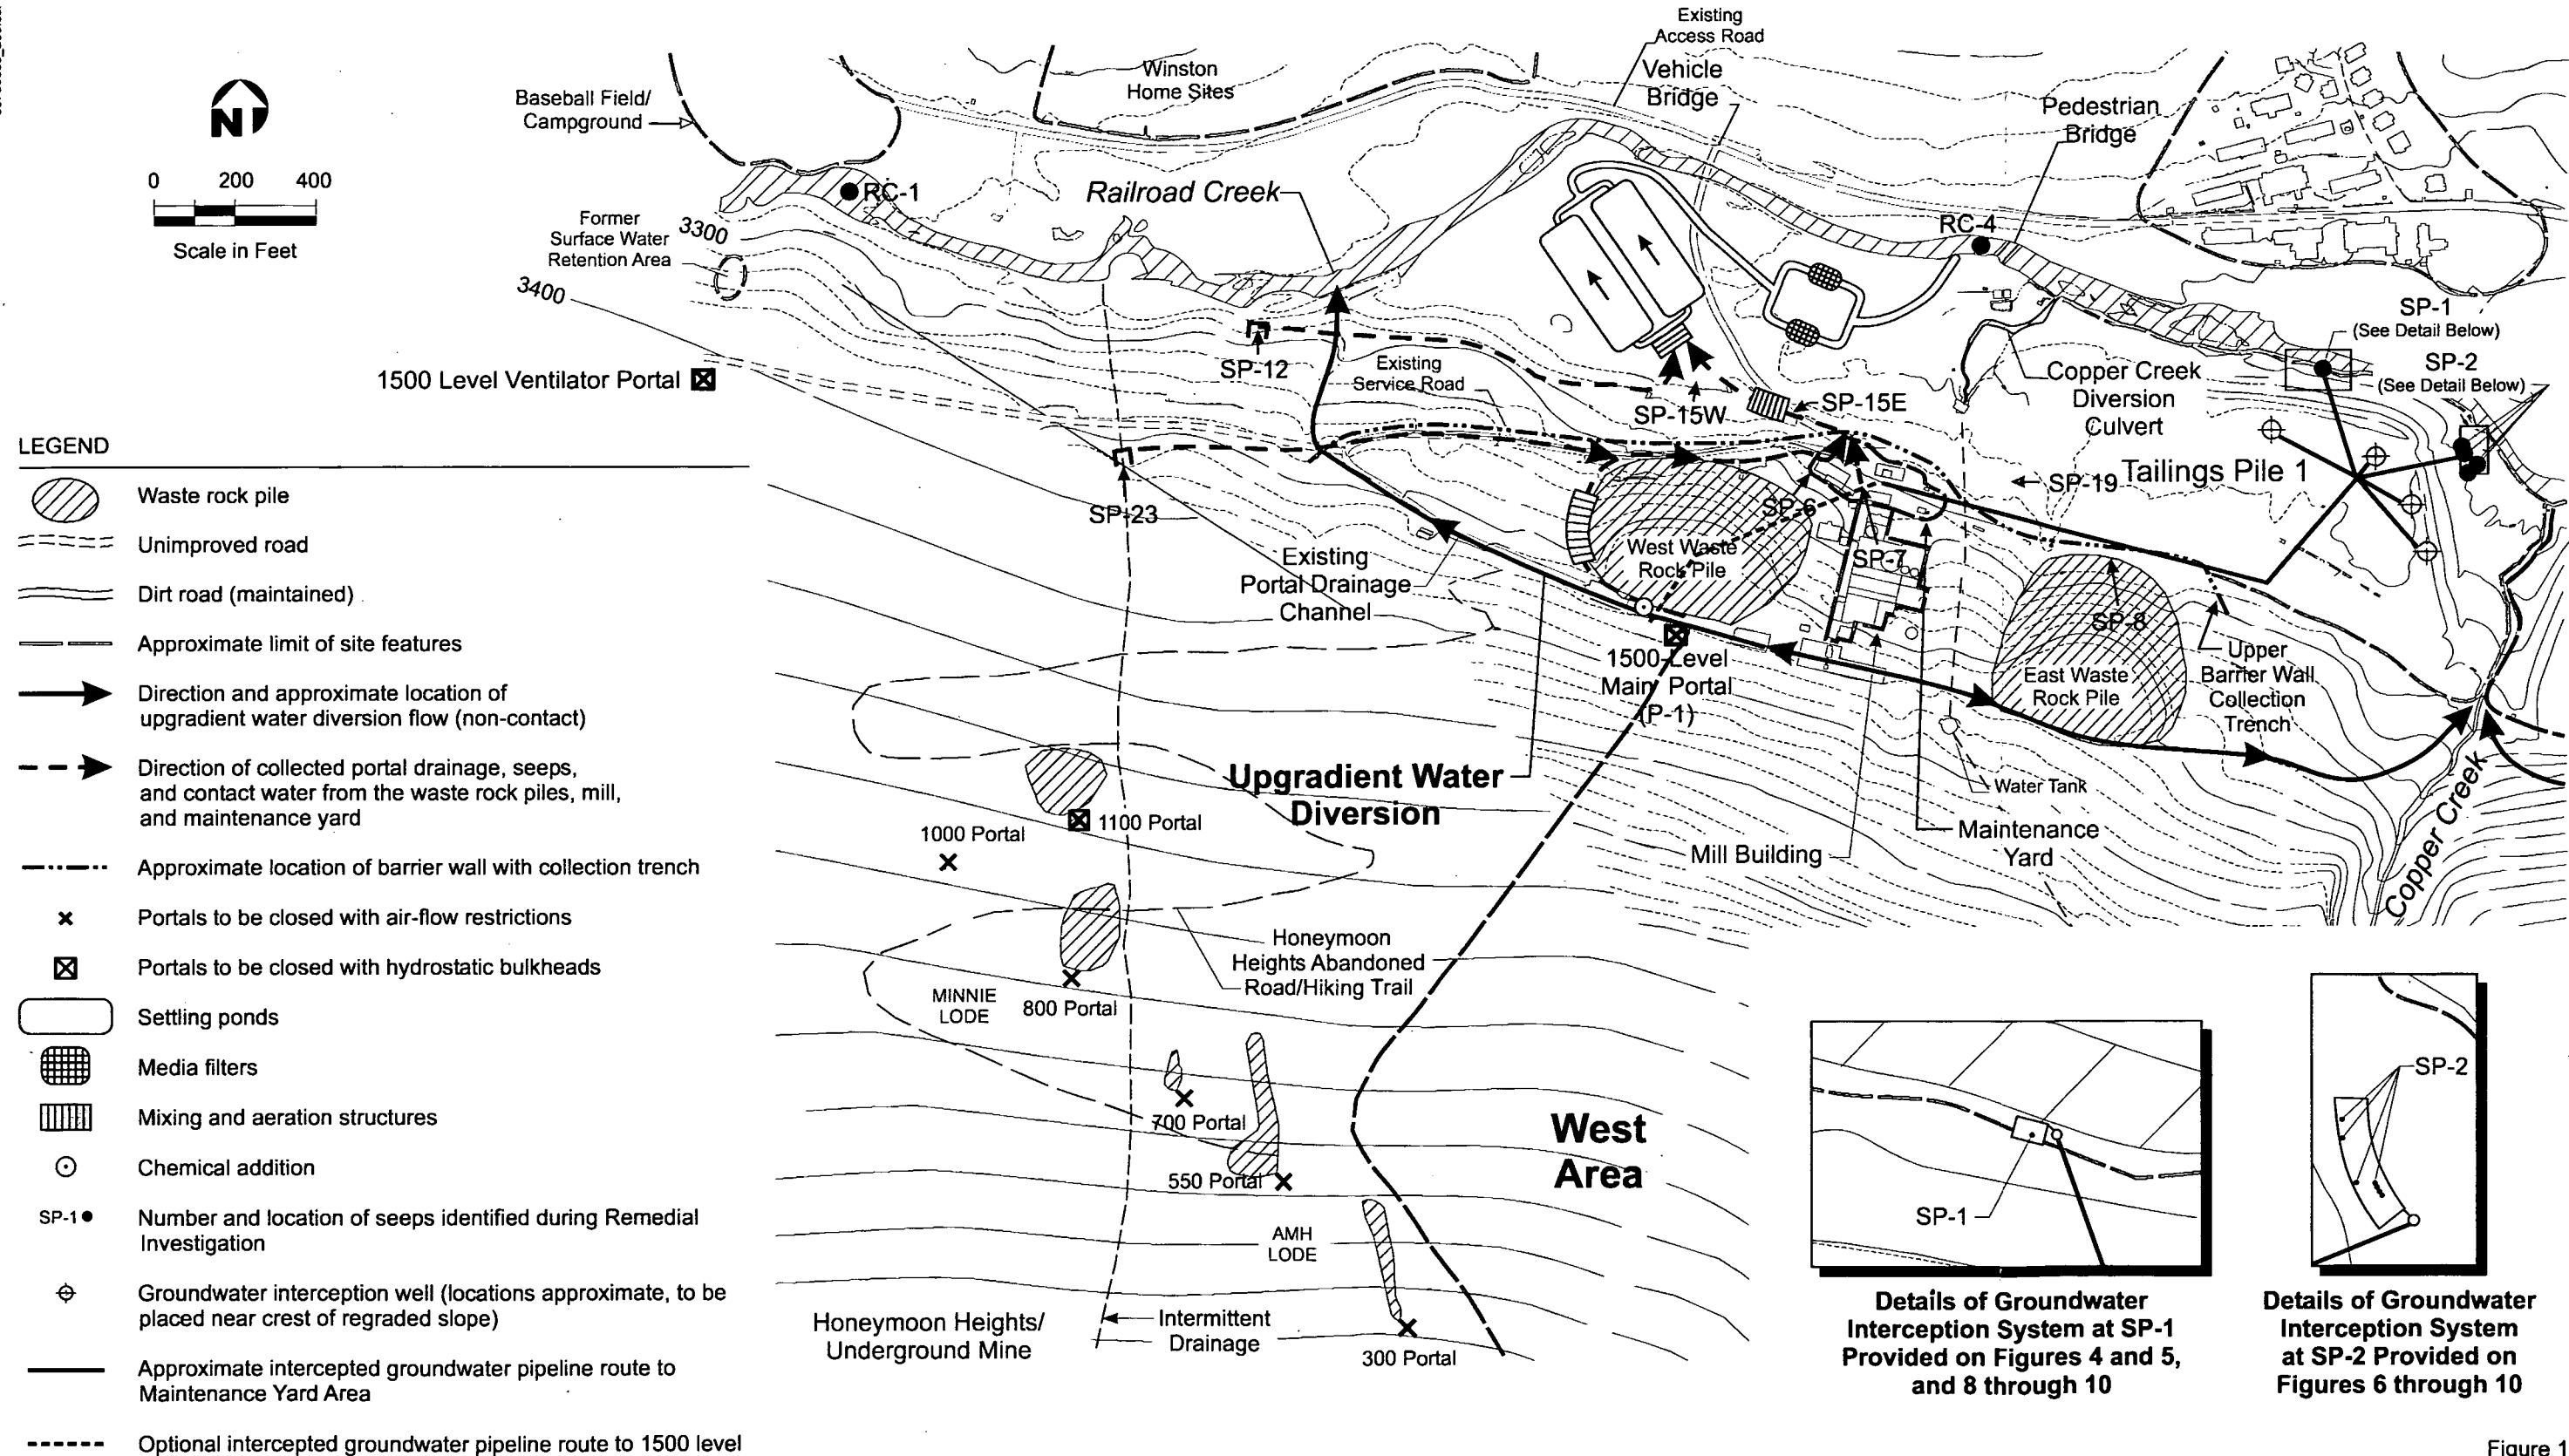 Existing
Access Road
Winston
Home Sites
Vehicle
Bridge
Baseball Field/
Campground
Pedestrian
Bridge
N
0 200 400
Scale in Feet
RC-1
Railroad Creek
RC-4
Former
Surface Water
Retention Area
3300
3400
SP-1
(See Detail Below)
SP-2
(See Detail Below)
SP-12
Existing
Service Road
SP-15W
SP-15E
Copper Creek
Diversion
Culvert
1500 Level Ventilator Portal
SP-19
Tailings Pile 1
SP-23
SP-6
SP-7
West Waste
Rock Pile
Existing
Portal Drainage
Channel
SP-8
1500 Level
Main Portal
(P-1)
East Waste
Rock Pile
Upper
Barrier Wall
Collection
Trench
Upgradient Water
Diversion
Water Tank
Maintenance
Yard
Mill Building
Copper Creek
1100 Portal
1000 Portal
Honeymoon
Heights Abandoned
Road/Hiking Trail
MINNIE
LODE
800 Portal
700 Portal
550 Portal
West
Area
AMH
LODE
Honeymoon Heights/
Underground Mine
Intermittent
Drainage
300 Portal
LEGEND
Waste rock pile
Unimproved road
Dirt road (maintained)
Approximate limit of site features
Direction and approximate location of
upgradient water diversion flow (non-contact)
Direction of collected portal drainage, seeps,
and contact water from the waste rock piles, mill,
and maintenance yard
Approximate location of barrier wall with collection trench
Portals to be closed with air-flow restrictions
Portals to be closed with hydrostatic bulkheads
Settling ponds
Media filters
Mixing and aeration structures
Chemical addition
SP-1 Number and location of seeps identified during Remedial
Investigation
Groundwater interception well (locations approximate, to be
placed near crest of regraded slope)
Approximate intercepted groundwater pipeline route to
Maintenance Yard Area
Optional intercepted groundwater pipeline route to 1500 level
SP-1
Details of Groundwater
Interception System at SP-1
Provided on Figures 4 and 5,
and 8 through 10
SP-2
Details of Groundwater
Interception System
at SP-2 Provided on
Figures 6 through 10
Figure 1